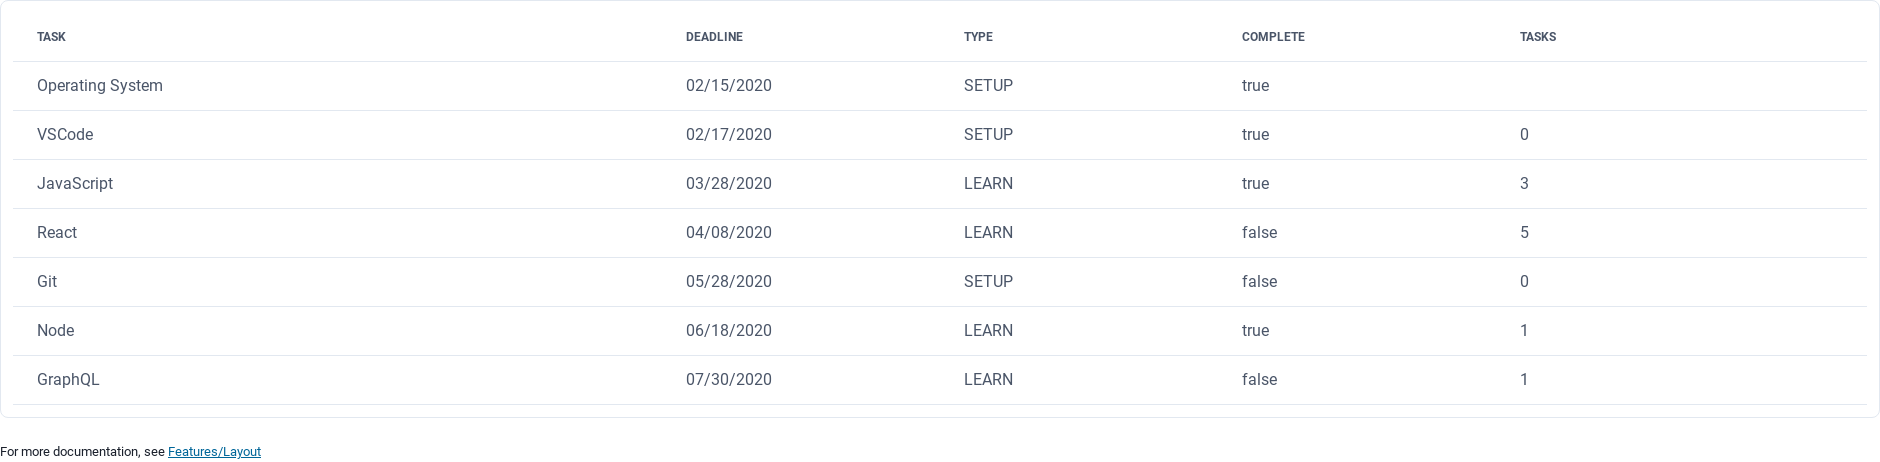 TASK DEADLINE TYPE COMPLETE TASKS
Operating System 02/15/2020 SETUP true
VSCode 02/17/2020 SETUP true 0
JavaScript 03/28/2020 LEARN true 3
React 04/08/2020 LEARN false 5
Git 05/28/2020 SETUP false 0
Node 06/18/2020 LEARN true 1
GraphQL 07/30/2020 LEARN false 1
For more documentation, see Features/Layout